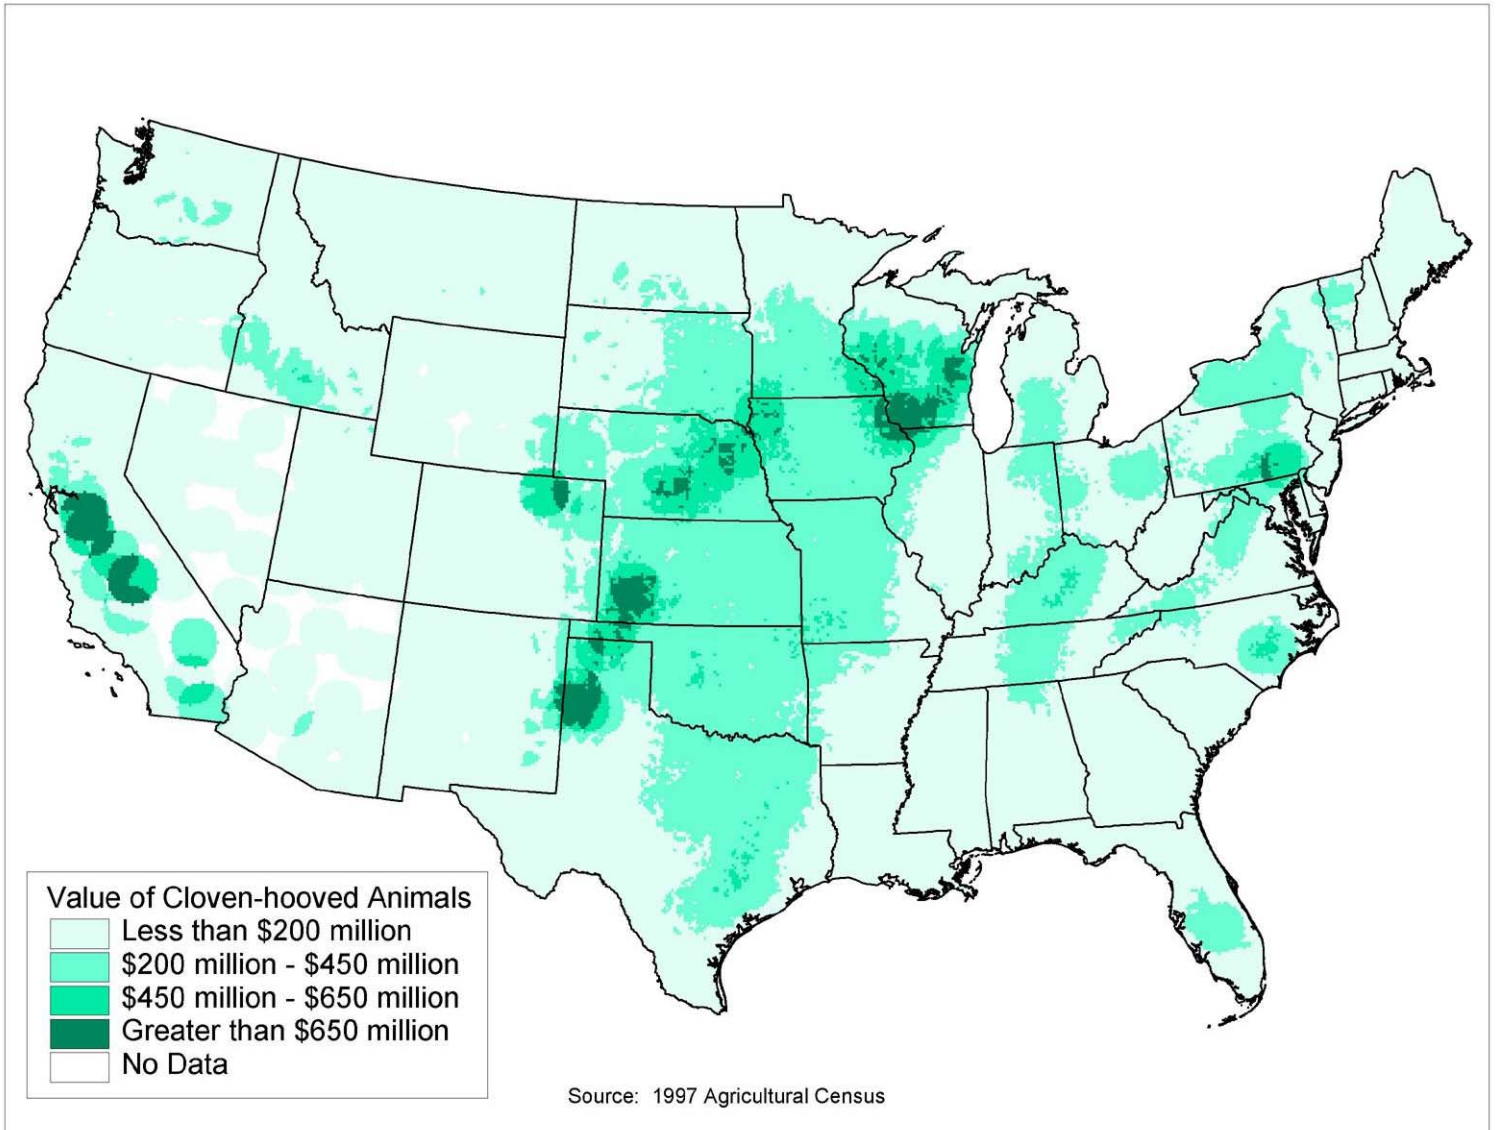 Value of Cloven-hooved Animals
Less than $200 million
$200 million - $450 million
$450 million - $650 million
Greater than $650 million
No Data
Source: 1997 Agricultural Census